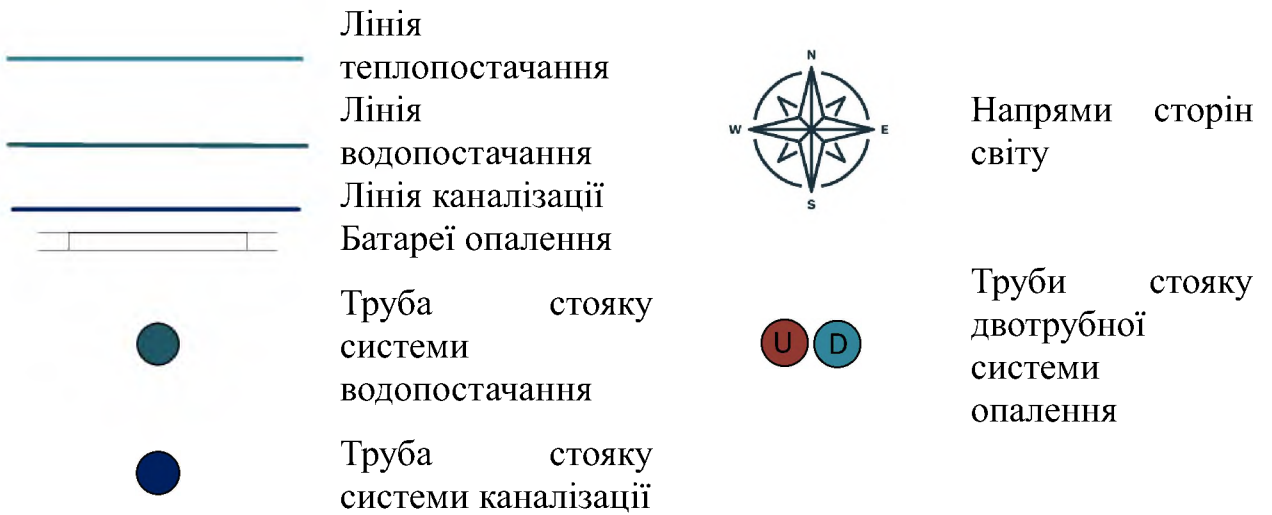 Лінія
теплопостачання
Лінія
водопостачання
Лінія каналізації
Батареї опалення
Труба стояку
системи
водопостачання
Труба стояку
системи каналізації
N
W E
S
Напрями сторін
світу
U D
Труби стояку
двотрубної
системи
опалення